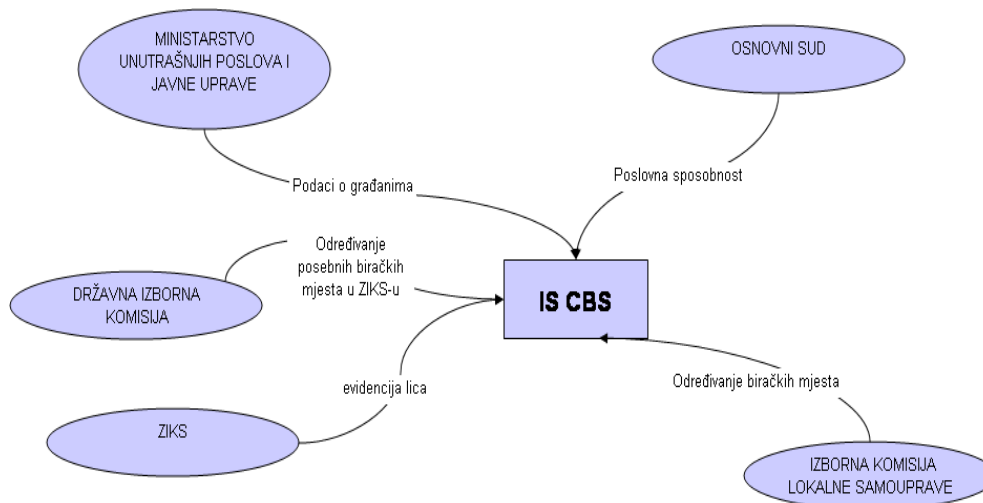 MINISTARSTVO
UNUTRAŠNJIH POSLOVA I
JAVNE UPRAVE
OSNOVNI SUD
Podaci o građanima
Poslovna sposobnost
Određivanje
posebnih biračkih
mjesta u ZIKS-u
DRŽAVNA IZBORNA
KOMISIJA
IS CBS
evidencija lica
Određivanje biračkih mjesta
ZIKS
IZBORNA KOMISIJA
LOKALNE SAMOUPRAVE